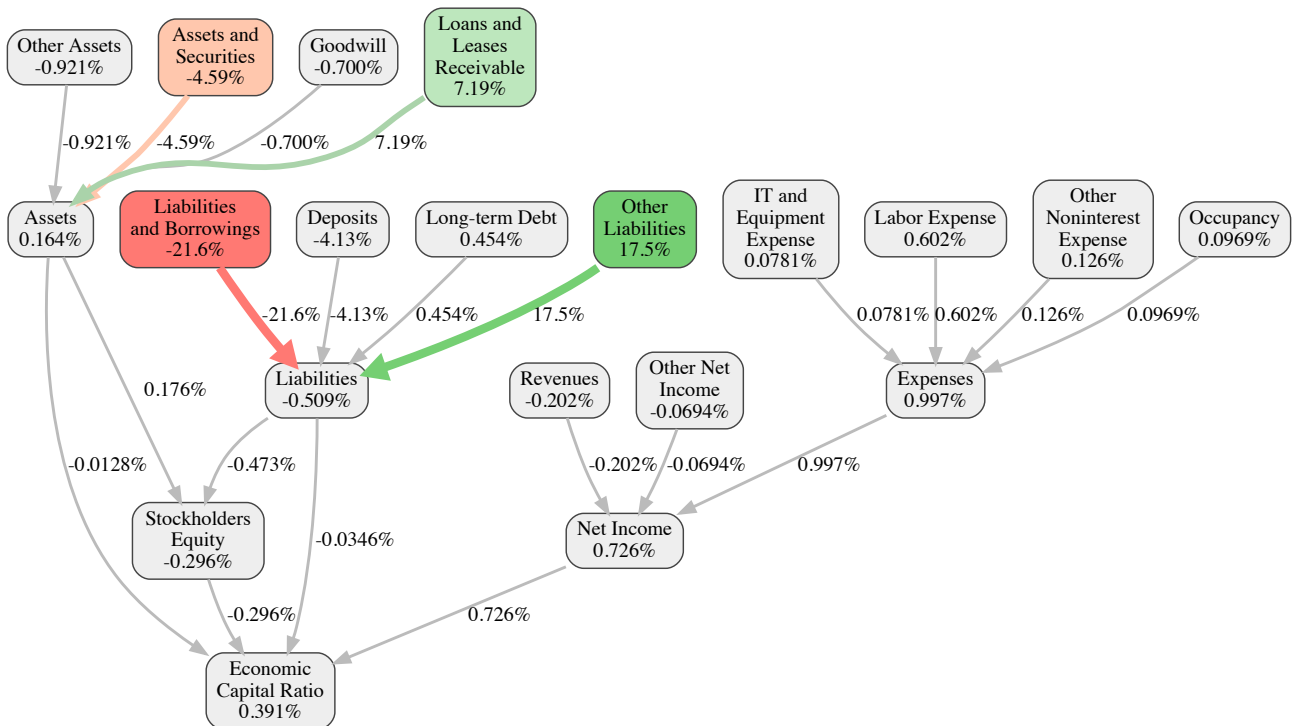 Other Assets
-0.921%
Assets and
Securities
-4.59%
Goodwill
-0.700%
Loans and
Leases
Receivable
7.19%
-0.921%
-4.59%
-0.700%
7.19%
Assets
0.164%
Liabilities
and Borrowings
-21.6%
Deposits
-4.13%
Long-term Debt
0.454%
Other
Liabilities
17.5%
IT and
Equipment
Expense
0.0781%
Labor Expense
0.602%
Other
Noninterest
Expense
0.126%
Occupancy
0.0969%
-21.6%
-4.13%
0.454%
17.5%
0.0781%
0.602%
0.126%
0.0969%
Liabilities
-0.509%
Revenues
-0.202%
Other Net
Income
-0.0694%
Expenses
0.997%
0.176%
-0.0128%
-0.473%
-0.202%
-0.0694%
0.997%
Stockholders
Equity
-0.296%
-0.0346%
Net Income
0.726%
-0.296%
0.726%
Economic
Capital Ratio
0.391%